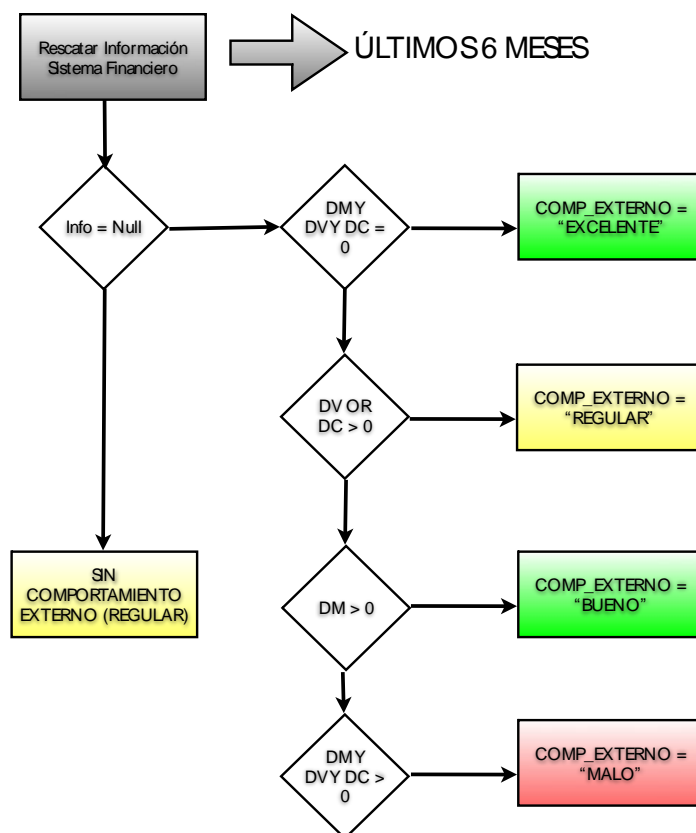 Rescatar Información
Sistema Financiero
ÚLTIMOS 6 MESES
Info = Null
DM Y
DV Y DC =
0
COMP_EXTERNO =
“EXCELENTE”
DV OR
DC > 0
COMP_EXTERNO =
“REGULAR”
SIN
COMPORTAMIENTO
EXTERNO (REGULAR)
DM > 0
COMP_EXTERNO =
“BUENO”
DM Y
DV Y DC >
0
COMP_EXTERNO =
“MALO”